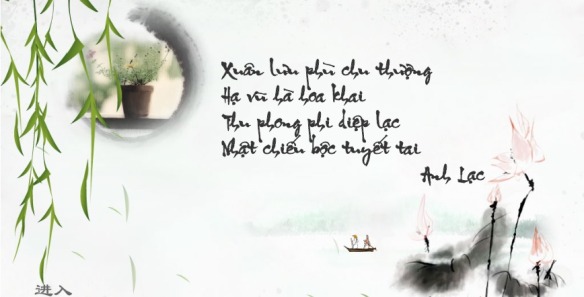 Xuân lưu phù chu thượng
Hạ vũ hà hoa khai
Thu phong phi diệp lạc
Nhật chiếu bộc tuyết tai
Anh Lạc
进入